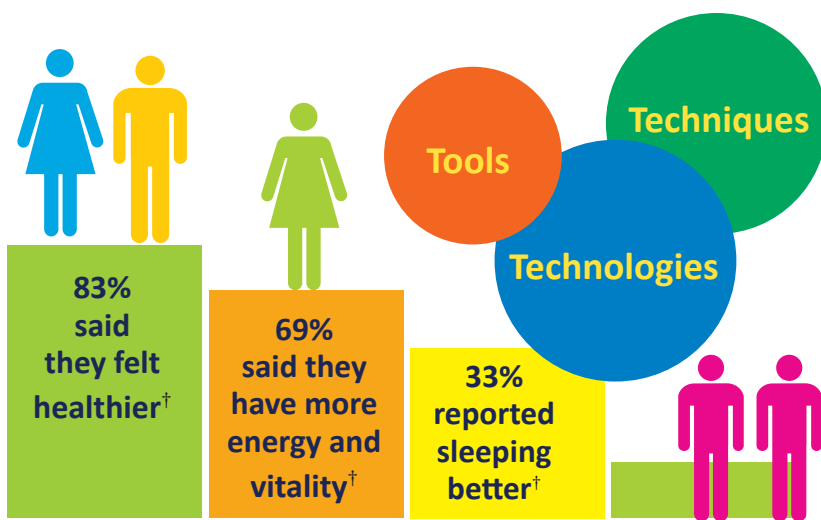 Techniques
Tools
Technologies
83%
said
they felt
healthier†
69%
said they
have more
energy and
vitality†
33%
reported
sleeping
better†